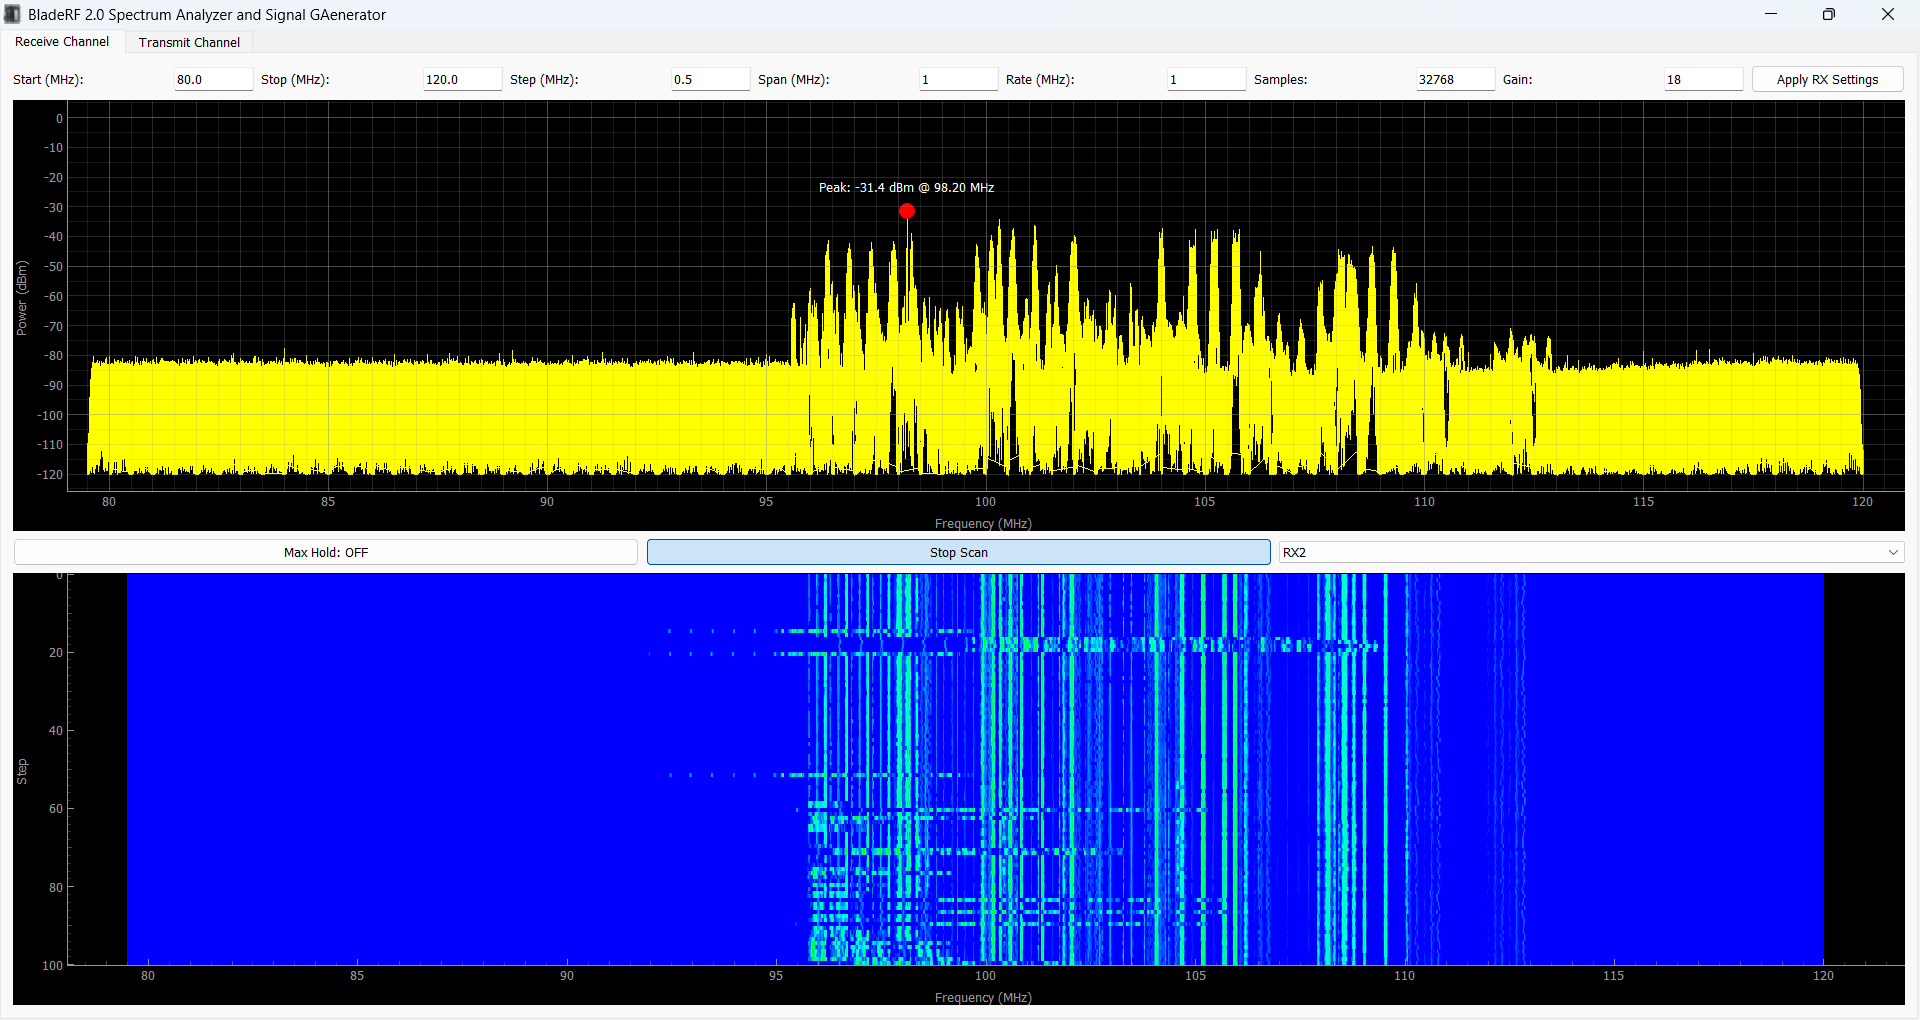 BladeRF 2.0 Spectrum Analyzer and Signal GAenerator
Receive Channel Transmit Channel
Start (MHz): 80.0 Stop (MHz): 120.0 Step (MHz): 0.5 Span (MHz): 1 Rate (MHz): 1 Samples: 32768 Gain: 18 Apply RX Settings
0
-10
-20
Peak: -31.4 dBm @ 98.20 MHz
-30
-40
-50
-60
-70
-80
-90
-100
-110
-120
Power (dBm)
80 85 90 95 100 105 110 115 120
Frequency (MHz)
Max Hold: OFF Stop Scan RX2
0
20
40
60
80
100
Step
80 85 90 95 100 105 110 115 120
Frequency (MHz)